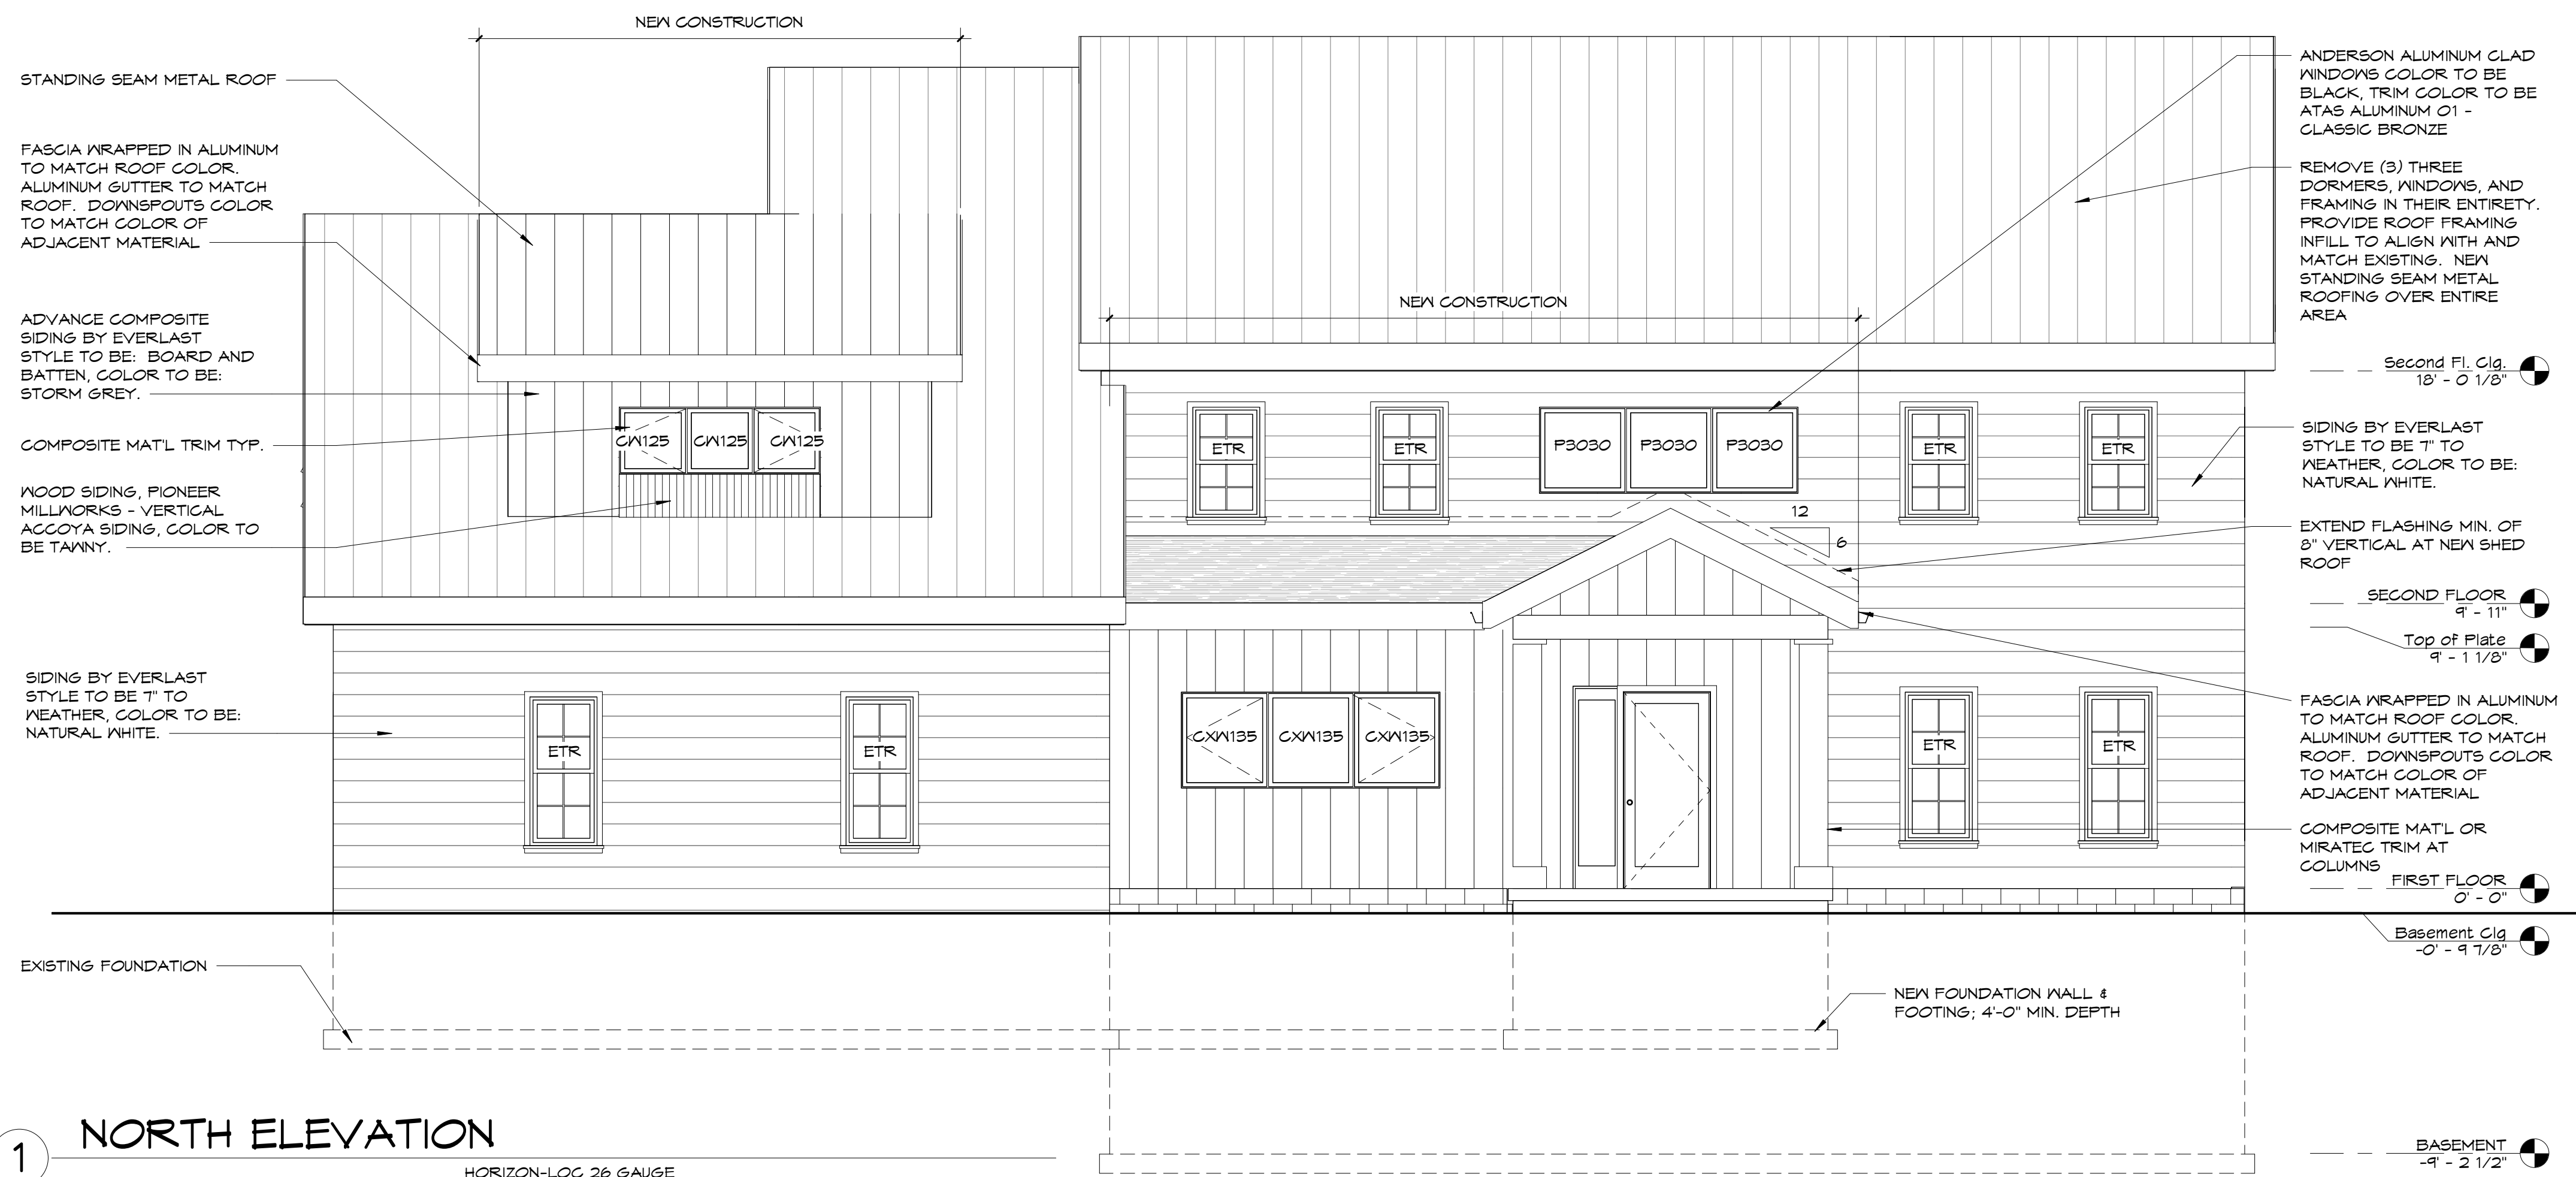 NEW CONSTRUCTION
STANDING SEAM METAL ROOF
FASCIA WRAPPED IN ALUMINUM
TO MATCH ROOF COLOR.
ALUMINUM GUTTER TO MATCH
ROOF. DOWNSPOUTS COLOR
TO MATCH COLOR OF
ADJACENT MATERIAL
ADVANCE COMPOSITE
SIDING BY EVERLAST
STYLE TO BE: BOARD AND
BATTEN, COLOR TO BE:
STORM GREY.
COMPOSITE MAT'L TRIM TYP.
WOOD SIDING, PIONEER
MILLWORKS - VERTICAL
ACCOYA SIDING, COLOR TO
BE TAWNY.
SIDING BY EVERLAST
STYLE TO BE 7" TO
WEATHER, COLOR TO BE:
NATURAL WHITE.
EXISTING FOUNDATION
CW125 CW125 CW125
ETR ETR
NEW CONSTRUCTION
ETR ETR P3030 P3030 P3030 ETR ETR
12
6
CXW135 CXW135 CXW135
ETR ETR
NEW FOUNDATION WALL &
FOOTING; 4'-0" MIN. DEPTH
ANDERSON ALUMINUM CLAD
WINDOWS COLOR TO BE
BLACK, TRIM COLOR TO BE
ATAS ALUMINUM 01 -
CLASSIC BRONZE
REMOVE (3) THREE
DORMERS, WINDOWS, AND
FRAMING IN THEIR ENTIRETY.
PROVIDE ROOF FRAMING
INFILL TO ALIGN WITH AND
MATCH EXISTING. NEW
STANDING SEAM METAL
ROOFING OVER ENTIRE
AREA
Second Fl. Clg.
18' - 0 1/8"
SIDING BY EVERLAST
STYLE TO BE 7" TO
WEATHER, COLOR TO BE:
NATURAL WHITE.
EXTEND FLASHING MIN. OF
8" VERTICAL AT NEW SHED
ROOF
SECOND FLOOR
9' - 11"
Top of Plate
9' - 1 1/8"
FASCIA WRAPPED IN ALUMINUM
TO MATCH ROOF COLOR.
ALUMINUM GUTTER TO MATCH
ROOF. DOWNSPOUTS COLOR
TO MATCH COLOR OF
ADJACENT MATERIAL
COMPOSITE MAT'L OR
MIRATEC TRIM AT
COLUMNS
FIRST FLOOR
0' - 0"
Basement Clg
-0' - 9 7/8"
BASEMENT
-9' - 2 1/2"
1 NORTH ELEVATION
HORIZON-LOC 26 GAUGE